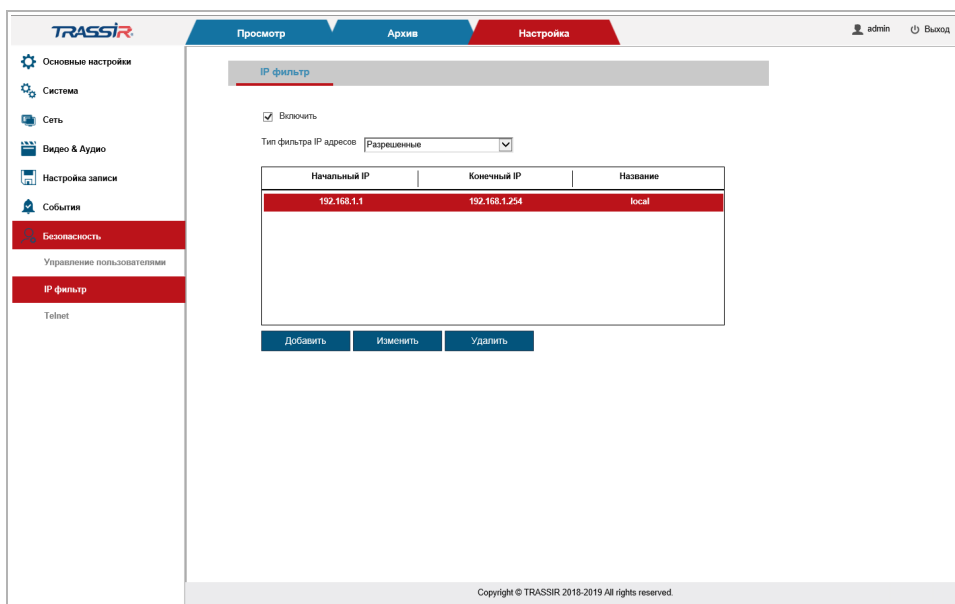 TRASSIR
Просмотр
Архив
Настройка
admin
Выход
Основные настройки
Система
Сеть
Видео & Аудио
Настройка записи
События
Безопасность
Управление пользователями
IP фильтр
Telnet
IP фильтр
Включить
Тип фильтра IP адресов Разрешенные
Начальный IP Конечный IP Название
192.168.1.1 192.168.1.254 local
Добавить Изменить Удалить
Copyright © TRASSIR 2018-2019 All rights reserved.